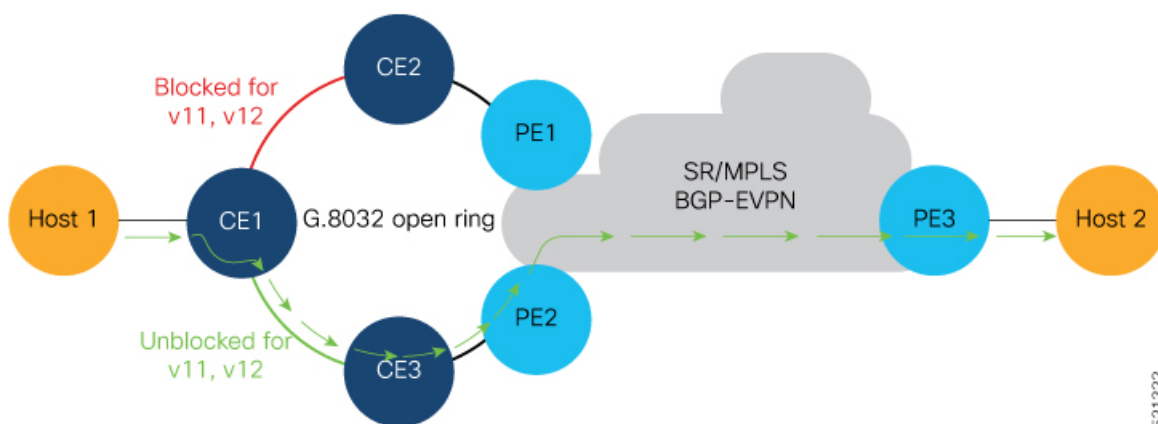 CE2
Blocked for
v11, v12
PE1
SR/MPLS
BGP-EVPN
Host 1
CE1
G.8032 open ring
PE3
Host 2
PE2
Unblocked for
v11, v12
CE3